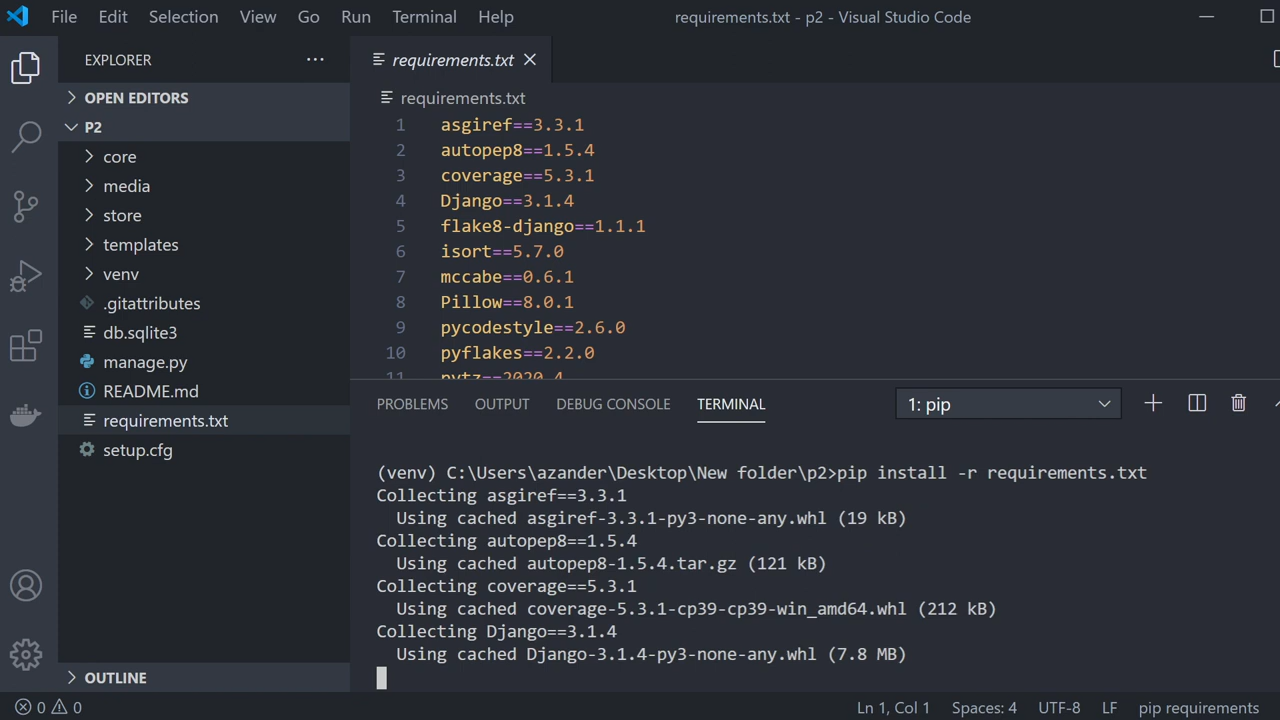 File Edit Selection View Go Run Terminal Help
requirements.txt - p2 - Visual Studio Code
EXPLORER
OPEN EDITORS
P2
core
media
store
templates
venv
.gitattributes
db.sqlite3
manage.py
README.md
requirements.txt
setup.cfg
OUTLINE
requirements.txt
requirements.txt
1 asgiref==3.3.1
2 autopep8==1.5.4
3 coverage==5.3.1
4 Django==3.1.4
5 flake8-django==1.1.1
6 isort==5.7.0
7 mccabe==0.6.1
8 Pillow==8.0.1
9 pycodestyle==2.6.0
10 pyflakes==2.2.0
11 pytz==2020.4
PROBLEMS OUTPUT DEBUG CONSOLE TERMINAL 1: pip
(venv) C:\Users\azander\Desktop\New folder\p2>pip install -r requirements.txt
Collecting asgiref==3.3.1
Using cached asgiref-3.3.1-py3-none-any.whl (19 kB)
Collecting autopep8==1.5.4
Using cached autopep8-1.5.4.tar.gz (121 kB)
Collecting coverage==5.3.1
Using cached coverage-5.3.1-cp39-cp39-win_amd64.whl (212 kB)
Collecting Django==3.1.4
Using cached Django-3.1.4-py3-none-any.whl (7.8 MB)
0 0 Ln 1, Col 1 Spaces: 4 UTF-8 LF pip requirements